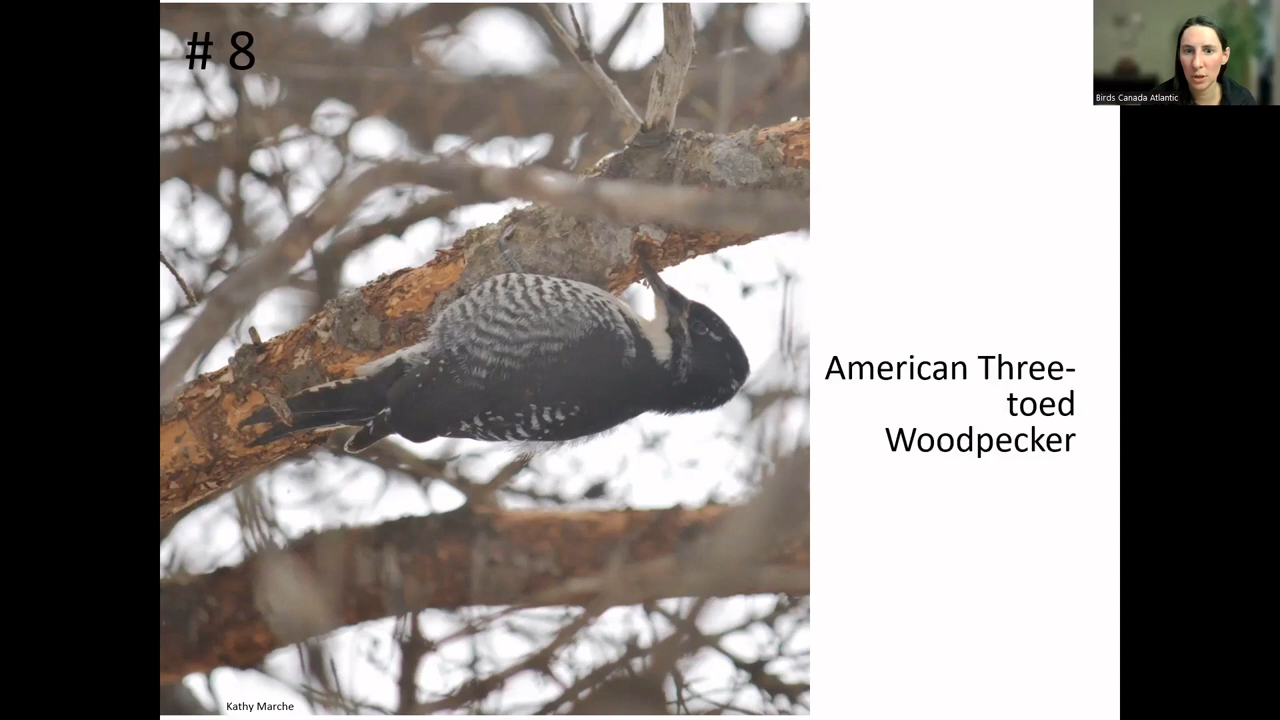 # 8
Birds Canada Atlantic
American Three-
toed
Woodpecker
Kathy Marche